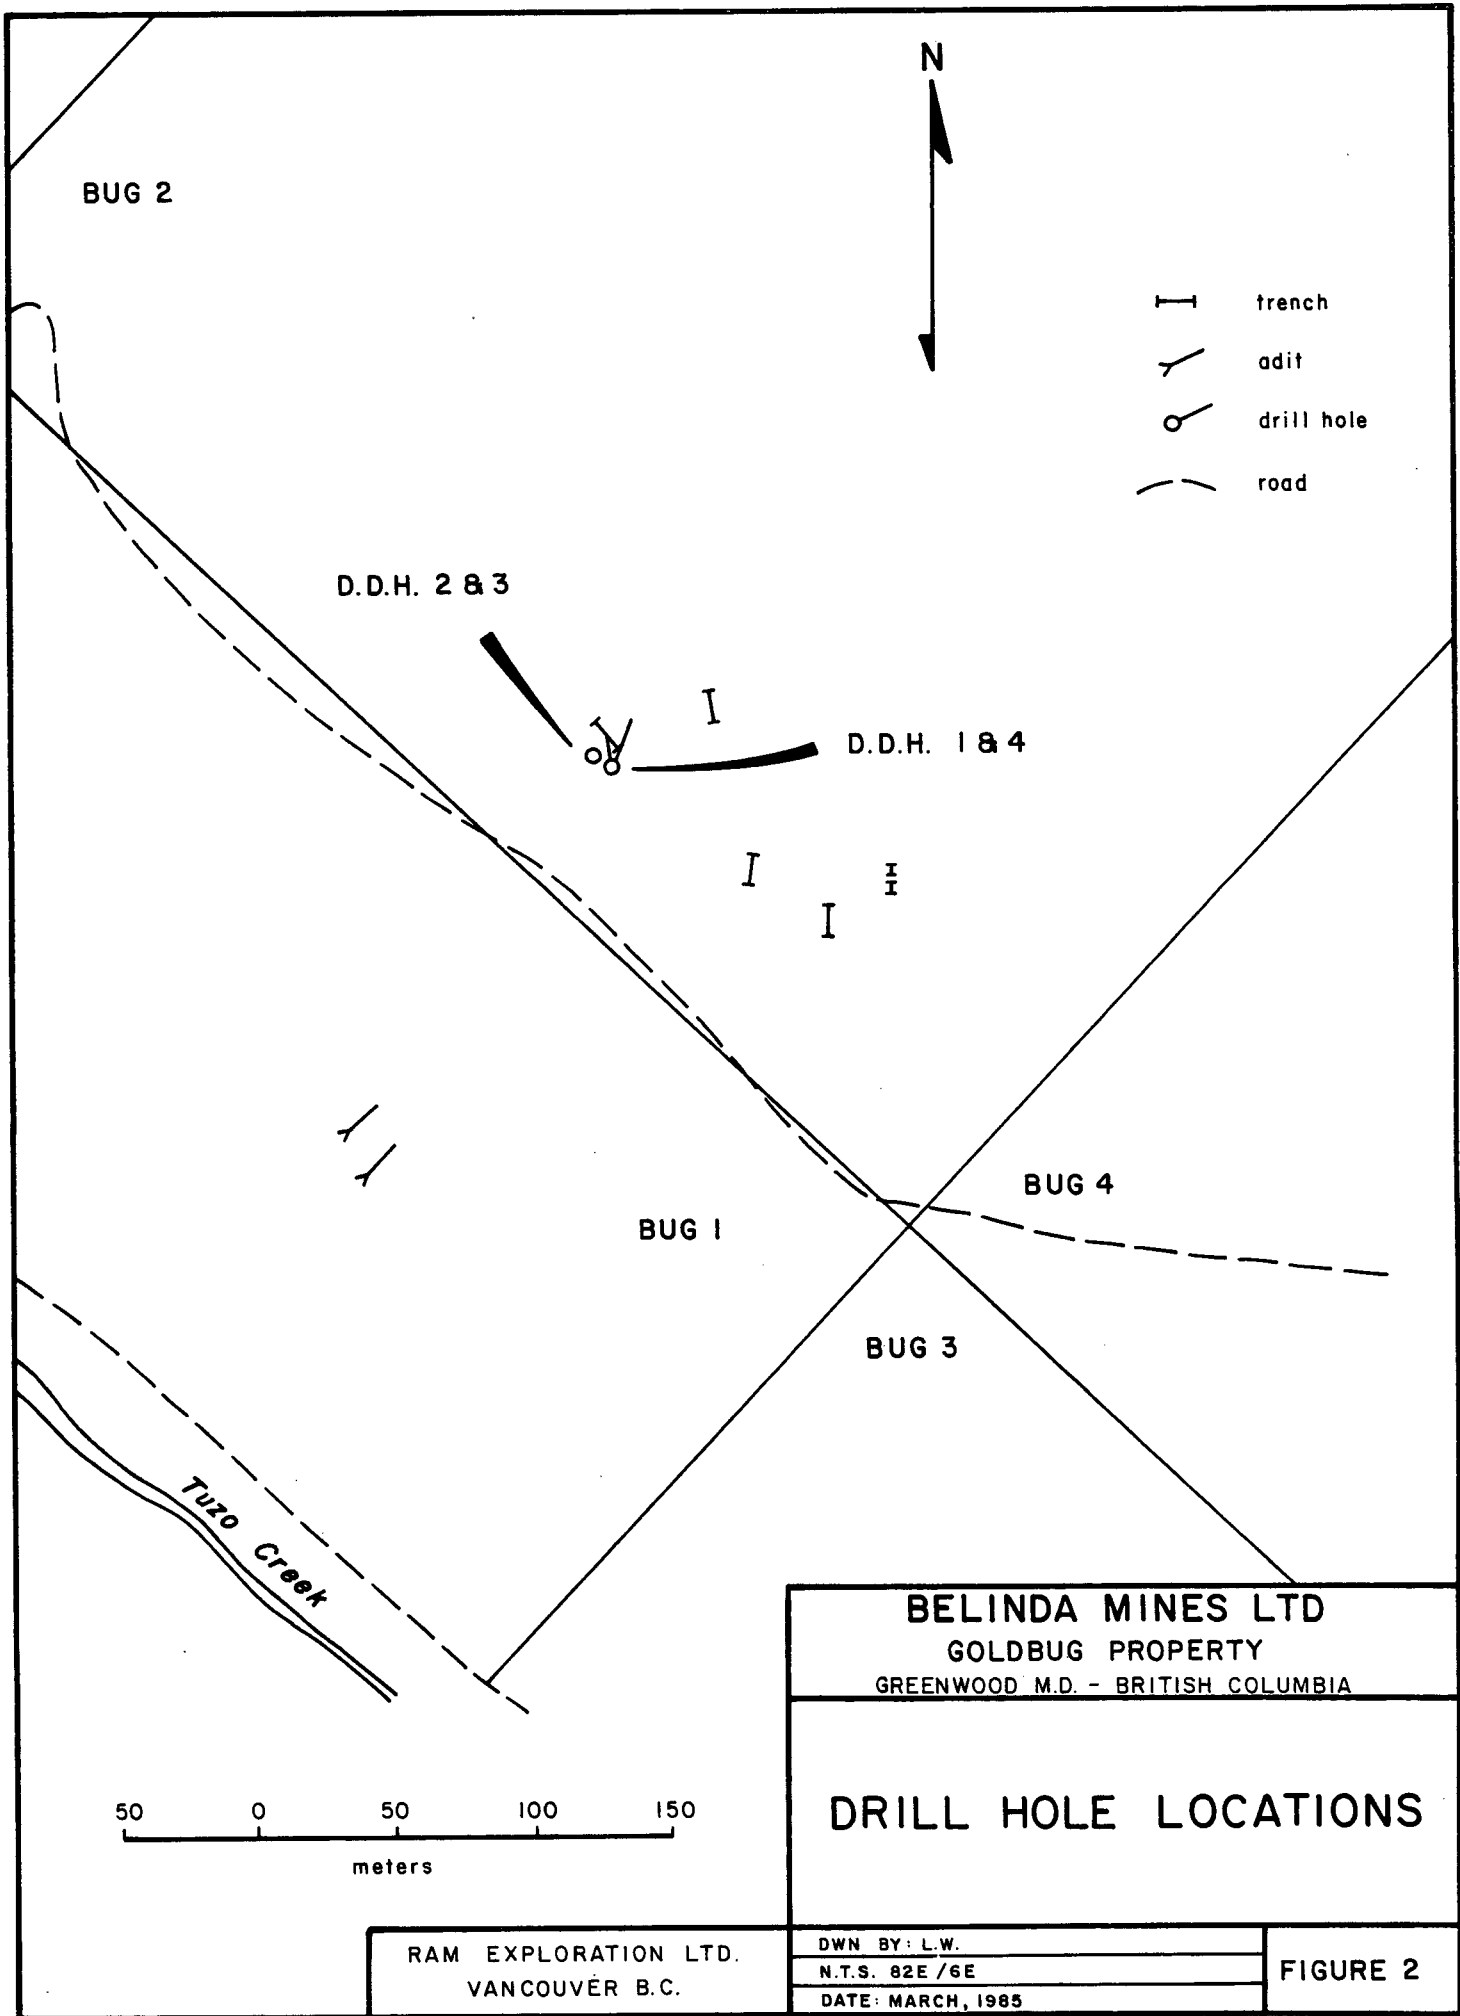 N
BUG 2
trench
adit
drill hole
road
D.D.H. 2 & 3
D.D.H. 1 & 4
BUG 4
BUG 1
BUG 3
Tuzo Creek
BELINDA MINES LTD
GOLDBUG PROPERTY
GREENWOOD M.D. - BRITISH COLUMBIA
DRILL HOLE LOCATIONS
50 0 50 100 150
meters
RAM EXPLORATION LTD.
VANCOUVER B.C.
DWN BY: L.W.
N.T.S. 82E/6E
DATE: MARCH, 1985
FIGURE 2